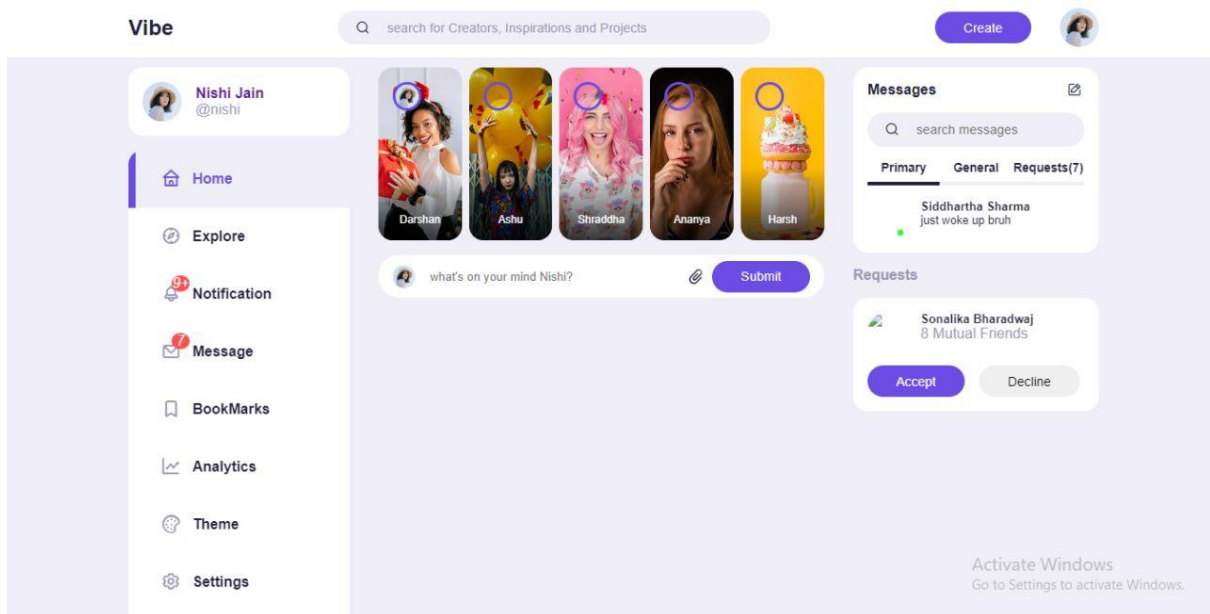 Vibe
search for Creators, Inspirations and Projects
Create
Nishi Jain
@nishi
Home
Explore
9+
Notification
7
Message
BookMarks
Analytics
Theme
Settings
Darshan
Ashu
Shraddha
Ananya
Harsh
what's on your mind Nishi?
Submit
Messages
search messages
Primary General Requests(7)
Siddhartha Sharma
just woke up bruh
Requests
Sonalika Bharadwaj
8 Mutual Friends
Accept Decline
Activate Windows
Go to Settings to activate Windows.